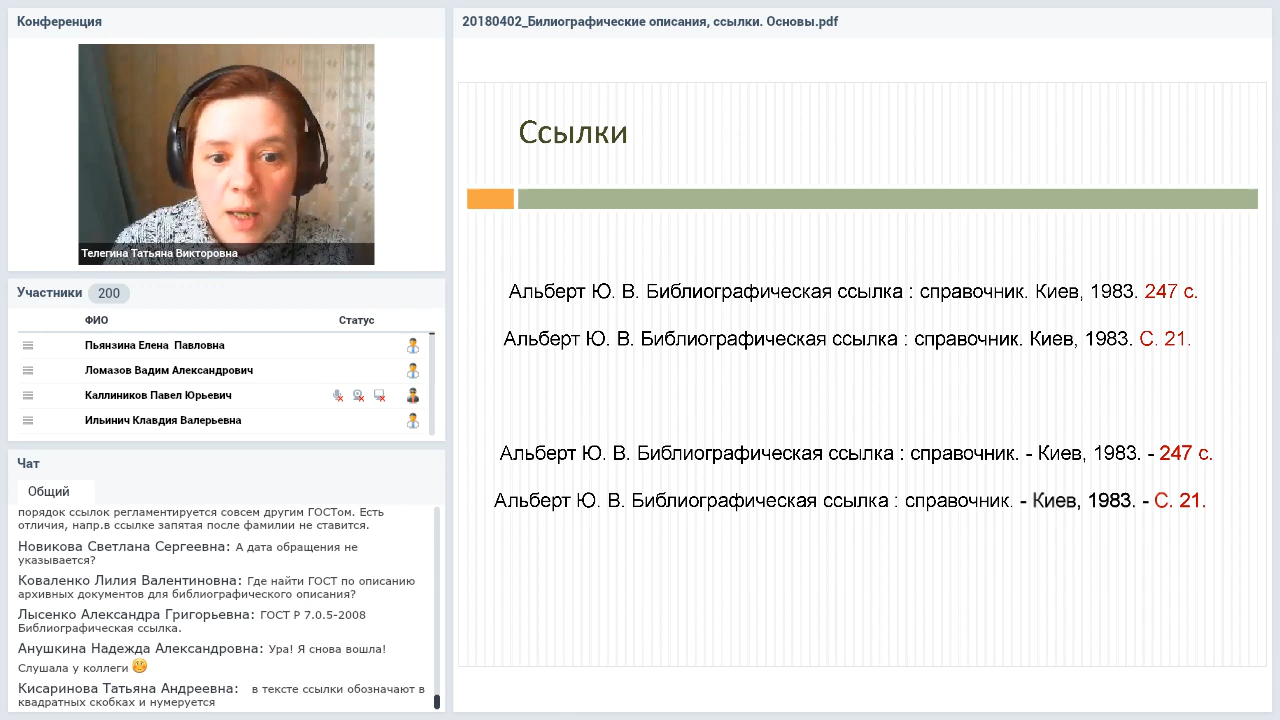 Конференция
Телегина Татьяна Викторовна
Участники 200
ФИО Статус
Пьянзина Елена Павловна
Ломазов Вадим Александрович
Каллиников Павел Юрьевич
Ильинич Клавдия Валерьевна
Чат
Общий
порядок ссылок регламентируется совсем другим ГОСТом. Есть
отличия, напр.в ссылке запятая после фамилии не ставится.
Новикова Светлана Сергеевна: А дата обращения не
указывается?
Коваленко Лилия Валентиновна: Где найти ГОСТ по описанию
архивных документов для библиографического описания?
Лысенко Александра Григорьевна: ГОСТ Р 7.0.5-2008
Библиографическая ссылка.
Анушкина Надежда Александровна: Ура! Я снова вошла!
Слушала у коллеги
Кисаринова Татьяна Андреевна: в тексте ссылки обозначают в
квадратных скобках и нумеруется
20180402_Билиографические описания, ссылки. Основы.pdf
Ссылки
Альберт Ю. В. Библиографическая ссылка : справочник. Киев, 1983. 247 с.
Альберт Ю. В. Библиографическая ссылка : справочник. Киев, 1983. С. 21.
Альберт Ю. В. Библиографическая ссылка : справочник. - Киев, 1983. - 247 с.
Альберт Ю. В. Библиографическая ссылка : справочник. - Киев, 1983. - С. 21.